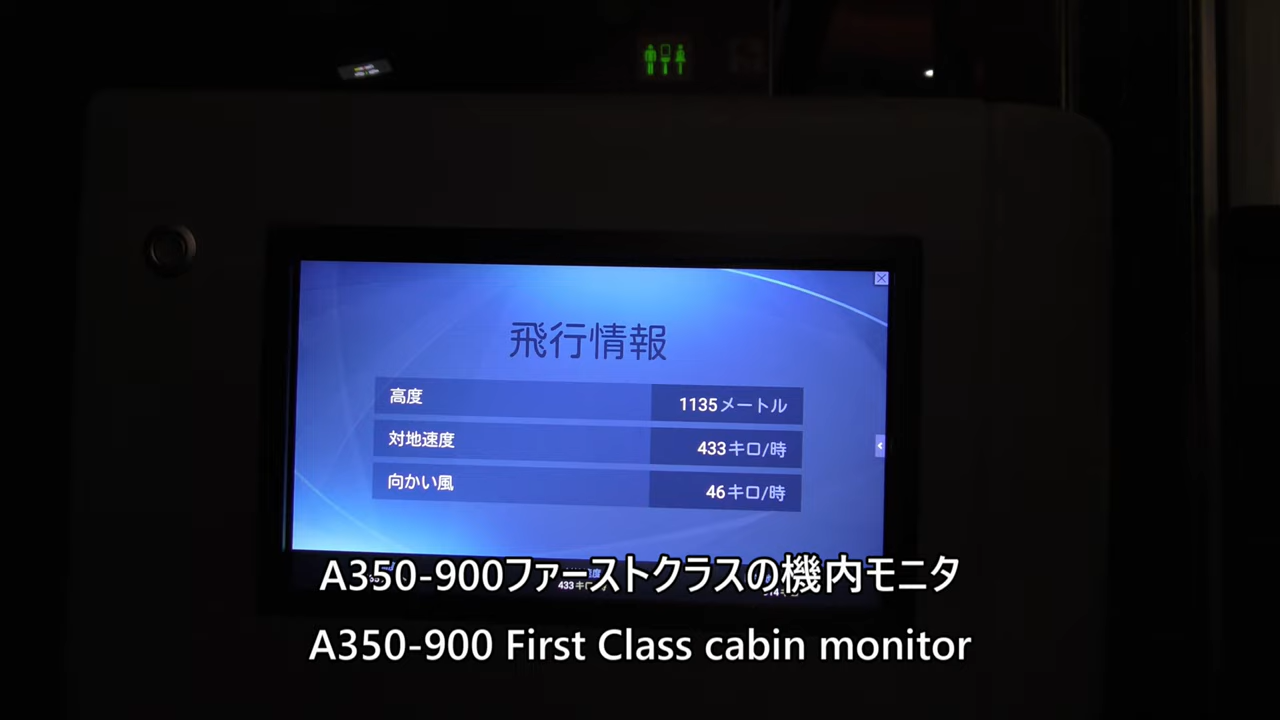 飛行情報
高度 1135メートル
対地速度 433キロ/時
向かい風 46キロ/時
A350-900ファーストクラスの機内モニタ
A350-900 First Class cabin monitor